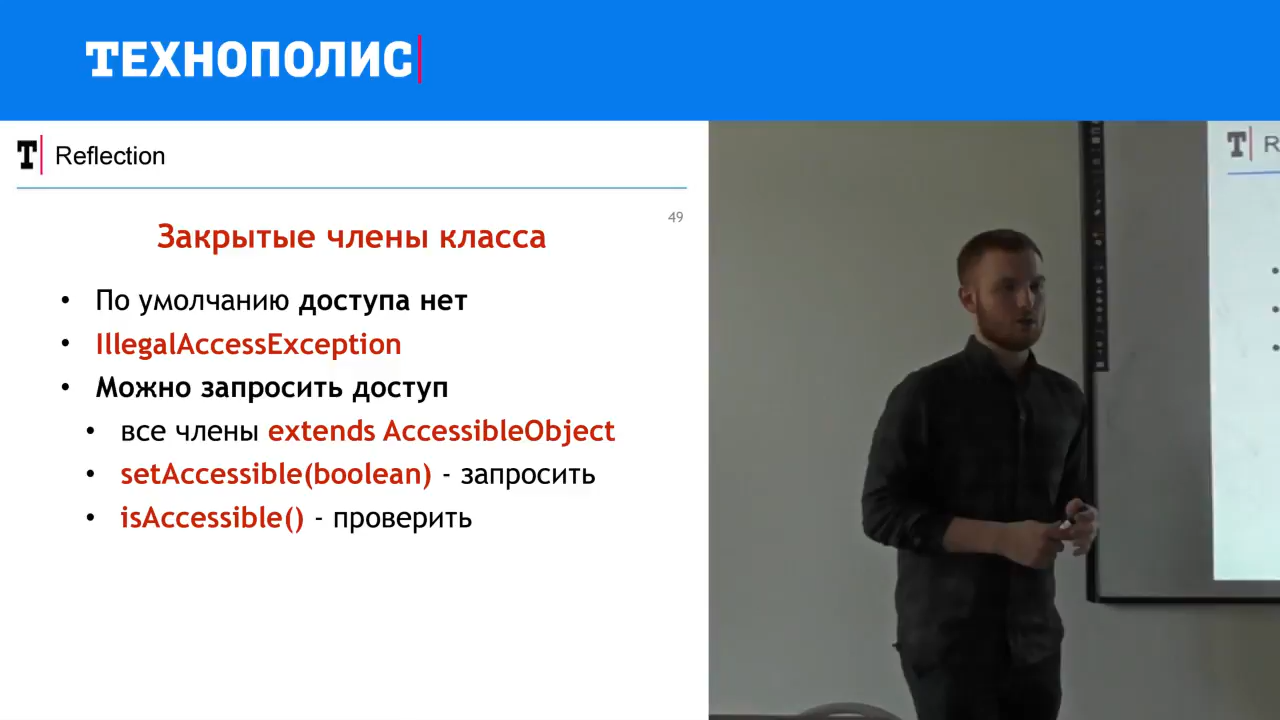 ТЕХНОПОЛИС
T Reflection
49
Закрытые члены класса
• По умолчанию доступа нет
• IllegalAccessException
• Можно запросить доступ
• все члены extends AccessibleObject
• setAccessible(boolean) - запросить
• isAccessible() - проверить
T R